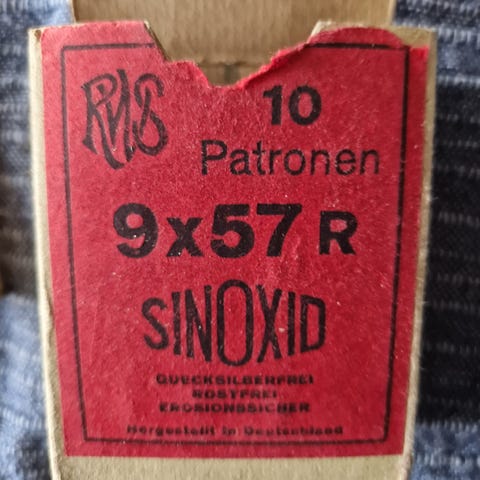 RWS
10
Patronen
9x57 R
SINOXID
QUECKSILBERFREI
ROSTFREI
EROSIONSSICHER
Hergestellt in Deutschland